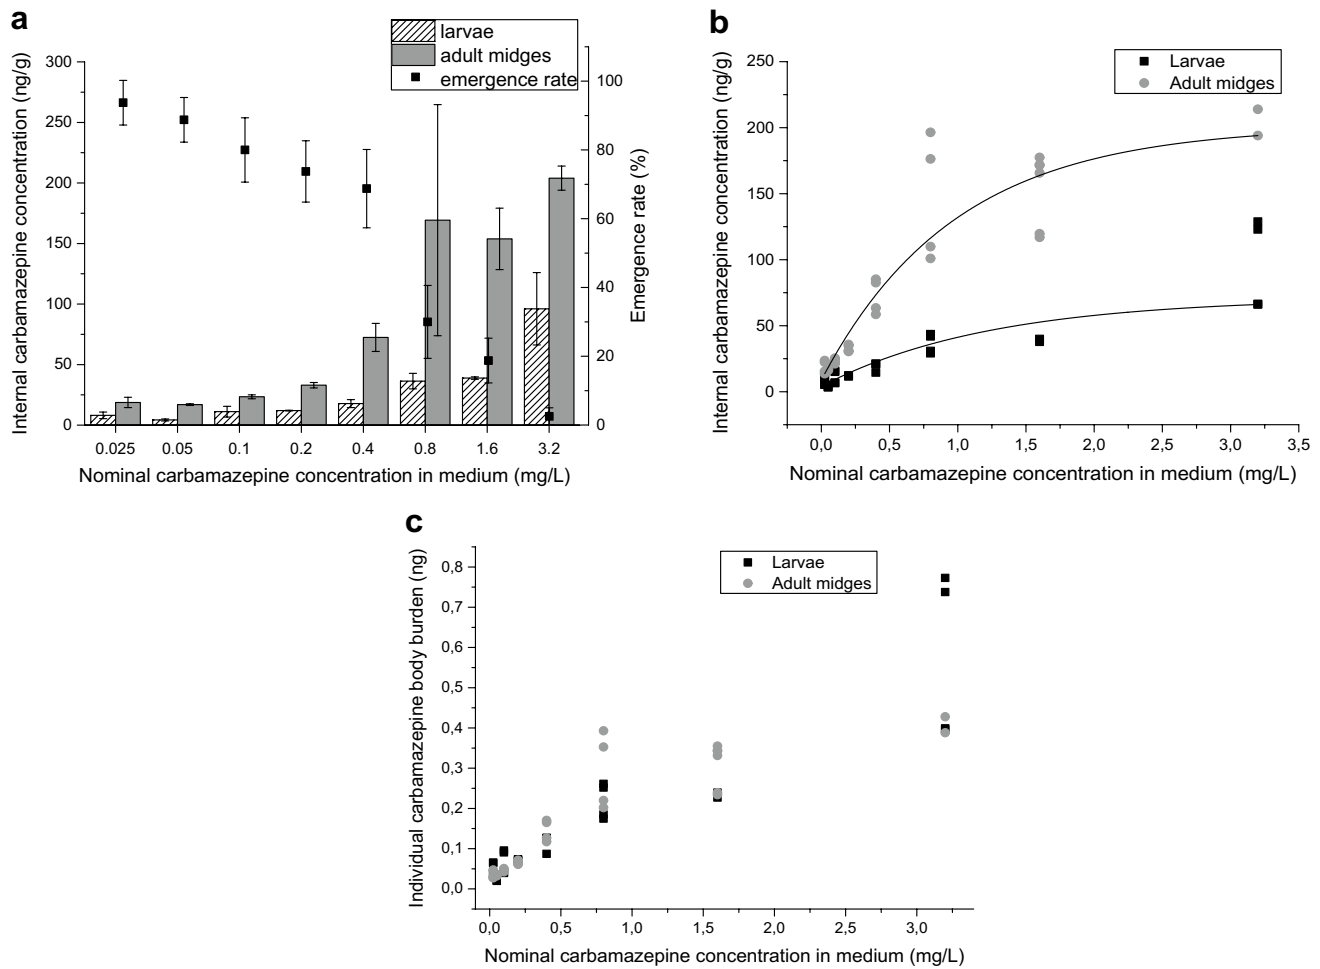 a
larvae
adult midges
emergence rate
Internal carbamazepine concentration (ng/g)
300
250
200
150
100
50
0
100
80
60
40
20
0
Emergence rate (%)
0.025 0.05 0.1 0.2 0.4 0.8 1.6 3.2
Nominal carbamazepine concentration in medium (mg/L)
b
Larvae
Adult midges
Internal carbamazepine concentration (ng/g)
250
200
150
100
50
0
0,0 0,5 1,0 1,5 2,0 2,5 3,0 3,5
Nominal carbamazepine concentration in medium (mg/L)
c
Larvae
Adult midges
Individual carbamazepine body burden (ng)
0,8
0,7
0,6
0,5
0,4
0,3
0,2
0,1
0,0
0,0 0,5 1,0 1,5 2,0 2,5 3,0
Nominal carbamazepine concentration in medium (mg/L)